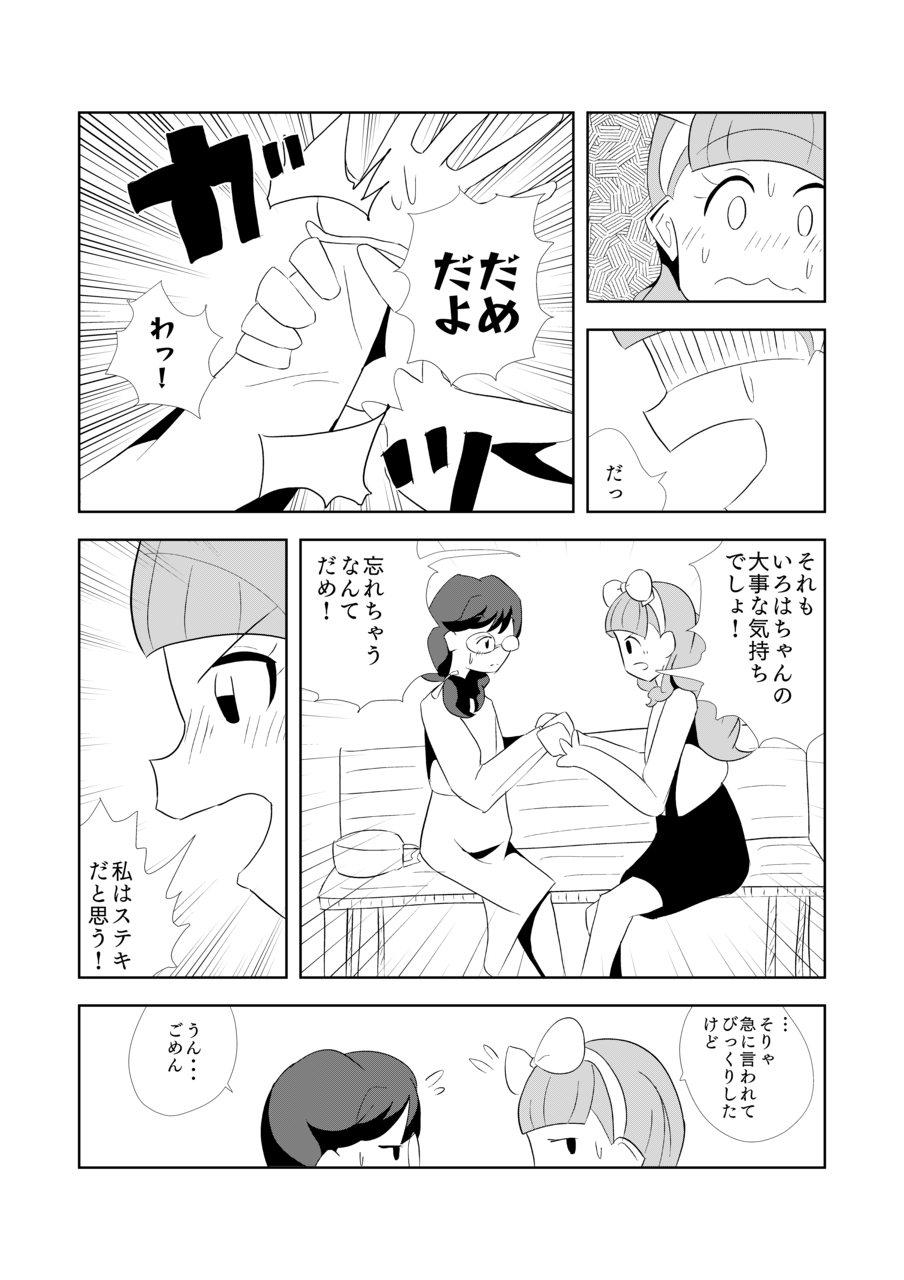 だっ
だめ
だよ
ガ
ッ
わっ！
それも
いろはちゃんの
大事な気持ち
でしょ！
忘れちゃう
なんて
だめ！
私はステキ
だと思う！
…
そりゃ
急に言われて
びっくりした
けど
うん…
ごめん